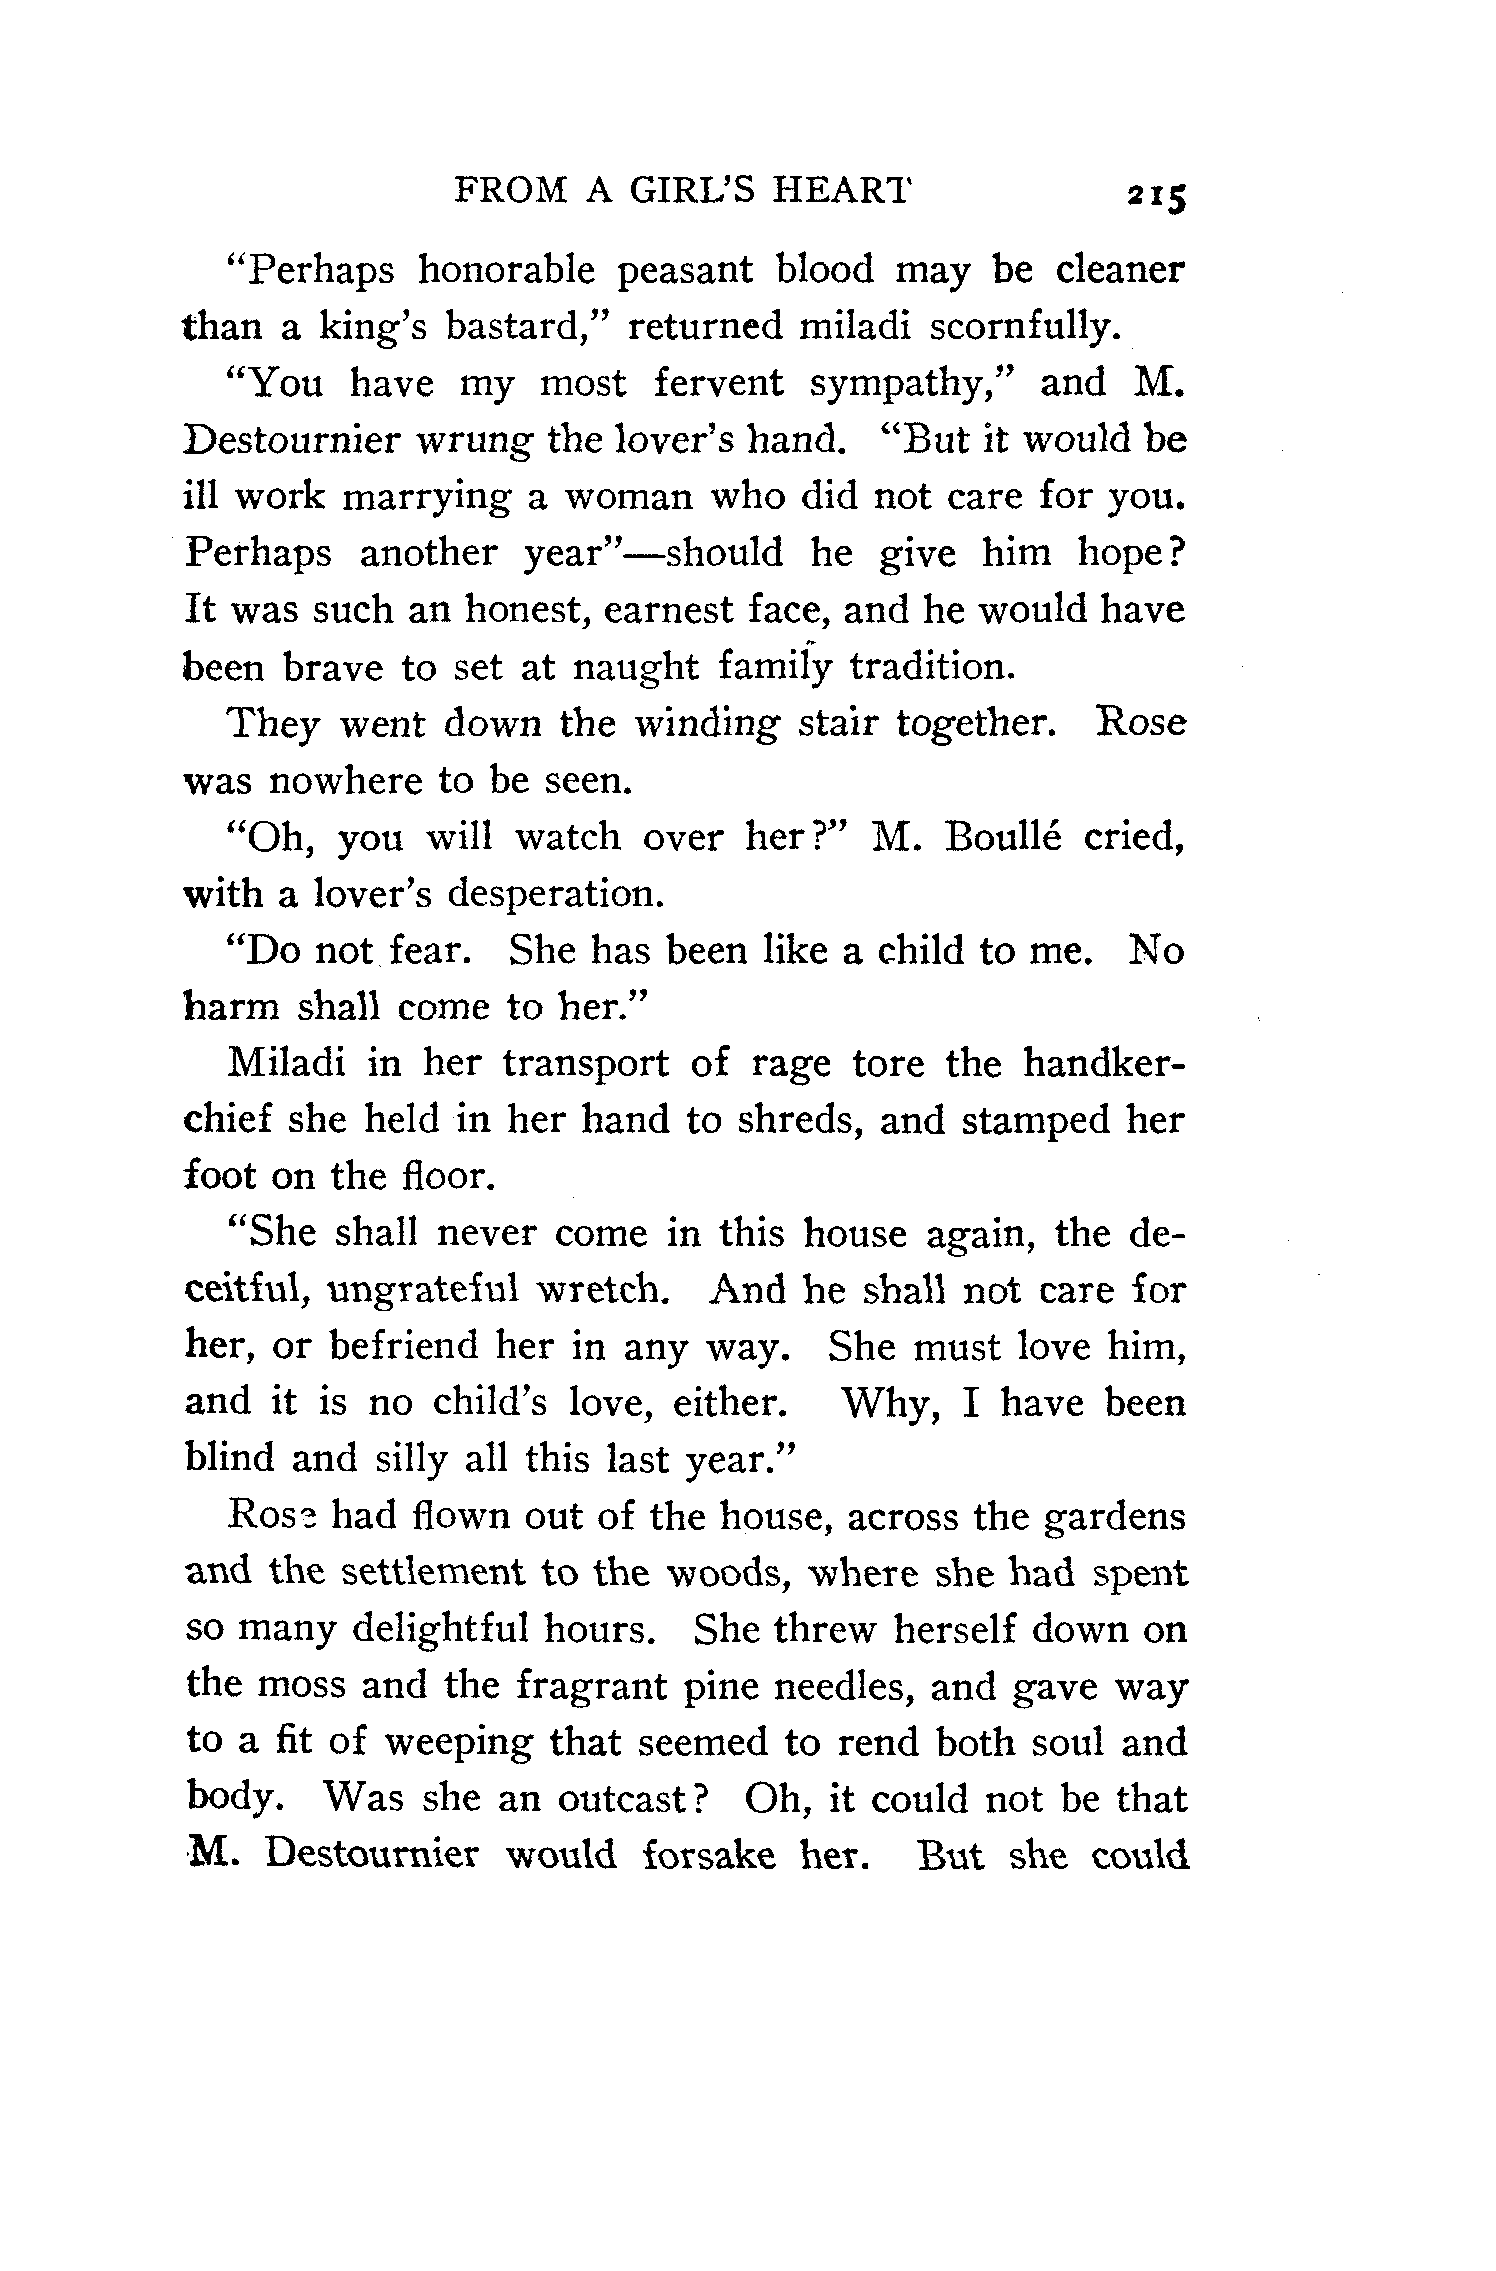 FROM A GIRL'S HEART 215
“Perhaps honorable peasant blood may be cleaner
than a king's bastard,” returned miladi scornfully.
“You have my most fervent sympathy,” and M.
Destournier wrung the lover's hand. “But it would be
ill work marrying a woman who did not care for you.
Perhaps another year”—should he give him hope?
It was such an honest, earnest face, and he would have
been brave to set at naught family tradition.
They went down the winding stair together. Rose
was nowhere to be seen.
“Oh, you will watch over her?” M. Boullé cried,
with a lover's desperation.
“Do not fear. She has been like a child to me. No
harm shall come to her.”
Miladi in her transport of rage tore the handker-
chief she held in her hand to shreds, and stamped her
foot on the floor.
“She shall never come in this house again, the de-
ceitful, ungrateful wretch. And he shall not care for
her, or befriend her in any way. She must love him,
and it is no child's love, either. Why, I have been
blind and silly all this last year.”
Rose had flown out of the house, across the gardens
and the settlement to the woods, where she had spent
so many delightful hours. She threw herself down on
the moss and the fragrant pine needles, and gave way
to a fit of weeping that seemed to rend both soul and
body. Was she an outcast? Oh, it could not be that
M. Destournier would forsake her. But she could